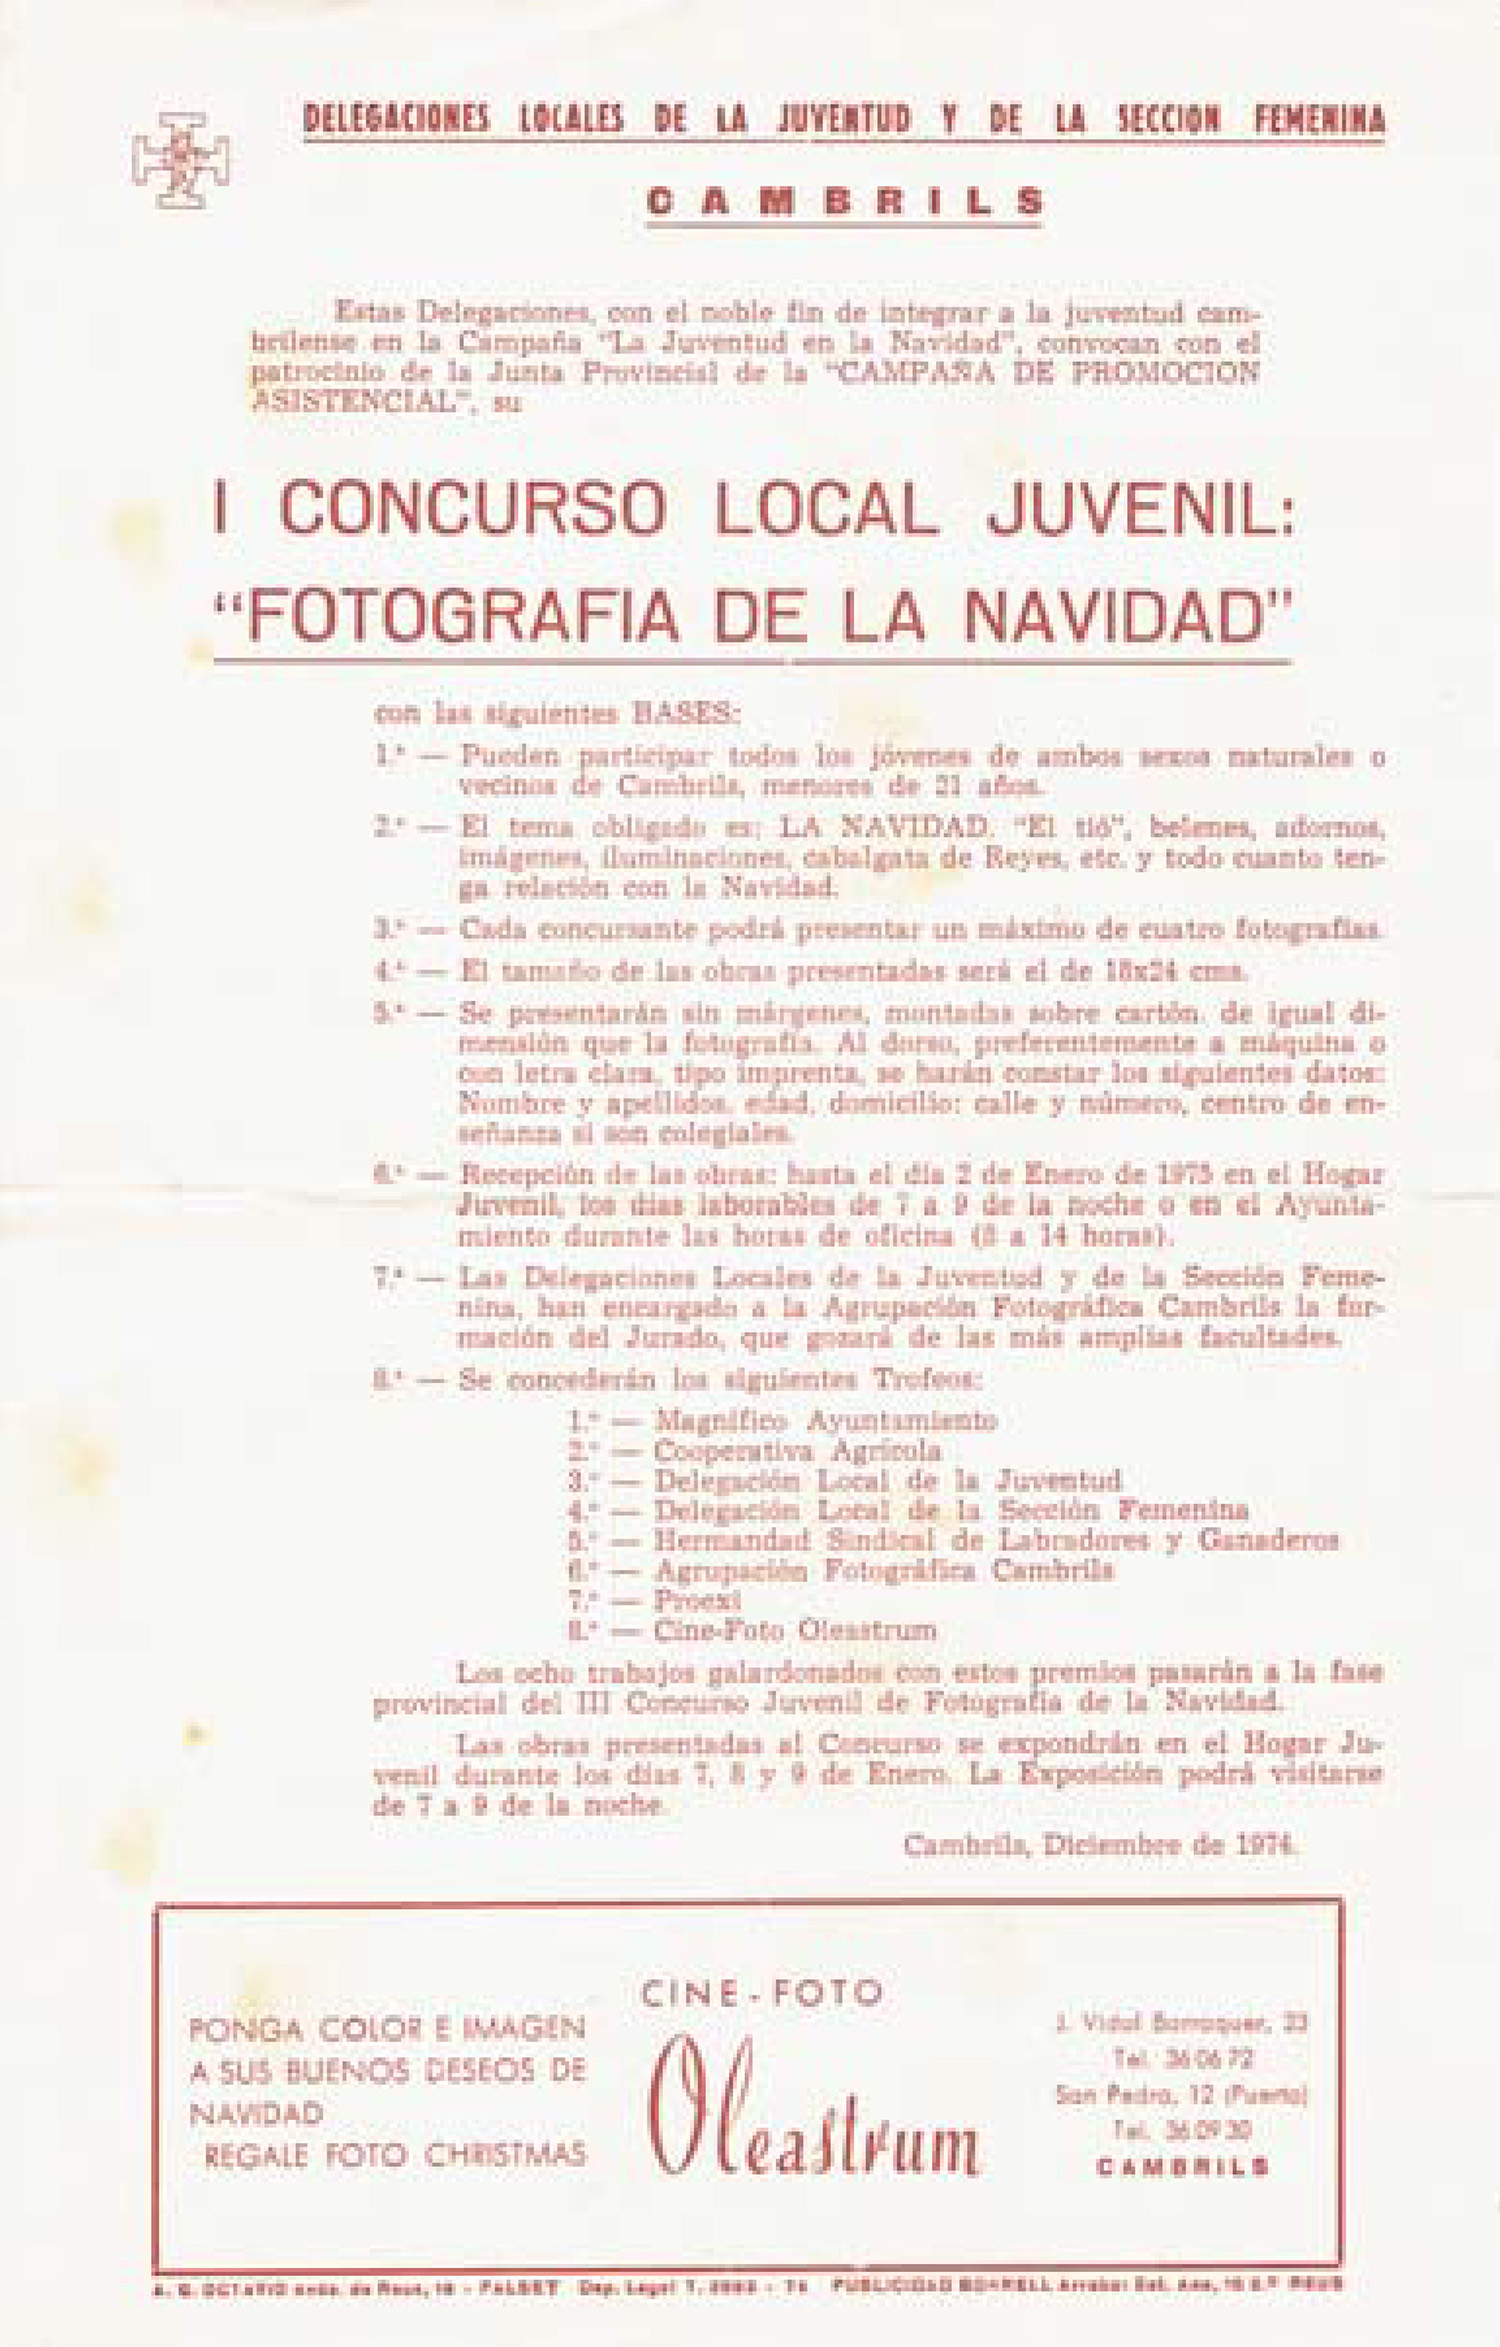 DELEGACIONES LOCALES DE LA JUVENTUD Y DE LA SECCION FEMENINA
CAMBRILS
Estas Delegaciones, con el noble fin de integrar a la juventud cam-
brilense en la Campaña "La Juventud en la Navidad", convocan con el
patrocinio de la Junta Provincial de la "CAMPAÑA DE PROMOCION
ASISTENCIAL", su
I CONCURSO LOCAL JUVENIL:
"FOTOGRAFIA DE LA NAVIDAD"
con las siguientes BASES:
1.ª — Pueden participar todos los jóvenes de ambos sexos naturales o
vecinos de Cambrils, menores de 21 años.
2.ª — El tema obligado es: LA NAVIDAD. "El tió", belenes, adornos,
imágenes, iluminaciones, cabalgata de Reyes, etc. y todo cuanto ten-
ga relación con la Navidad.
3.ª — Cada concursante podrá presentar un máximo de cuatro fotografías.
4.ª — El tamaño de las obras presentadas será el de 18x24 cms.
5.ª — Se presentarán sin márgenes, montadas sobre cartón, de igual di-
mensión que la fotografía. Al dorso, preferentemente a máquina o
con letra clara, tipo imprenta, se harán constar los siguientes datos:
Nombre y apellidos, edad, domicilio: calle y número, centro de en-
señanza si son colegiales.
6.ª — Recepción de las obras: hasta el día 2 de Enero de 1975 en el Hogar
Juvenil, los días laborables de 7 a 9 de la noche o en el Ayunta-
miento durante las horas de oficina (8 a 14 horas).
7.ª — Las Delegaciones Locales de la Juventud y de la Sección Feme-
nina, han encargado a la Agrupación Fotográfica Cambrils la for-
mación del Jurado, que gozará de las más amplias facultades.
8.ª — Se concederán los siguientes Trofeos:
1.º — Magnífico Ayuntamiento
2.º — Cooperativa Agrícola
3.º — Delegación Local de la Juventud
4.º — Delegación Local de la Sección Femenina
5.º — Hermandad Sindical de Labradores y Ganaderos
6.º — Agrupación Fotográfica Cambrils
7.º — Proexi
8.º — Cine-Foto Oleastrum
Los ocho trabajos galardonados con estos premios pasarán a la fase
provincial del III Concurso Juvenil de Fotografía de la Navidad.
Las obras presentadas al Concurso se expondrán en el Hogar Ju-
venil durante los días 7, 8 y 9 de Enero. La Exposición podrá visitarse
de 7 a 9 de la noche.
Cambrils, Diciembre de 1974.
PONGA COLOR E IMAGEN
A SUS BUENOS DESEOS DE
NAVIDAD
REGALE FOTO CHRISTMAS
CINE-FOTO
Oleastrum
J. Vidal Barraquer, 23
Tel. 36 06 72
San Pedro, 12 (Puerto)
Tel. 36 09 30
CAMBRILS
A. G. OCTAVIO avda. de Reus, 16 - FALSET Dep. Legal T. - 74 PUBLICIDAD BORRELL Arrabal Sta. Ana, REUS